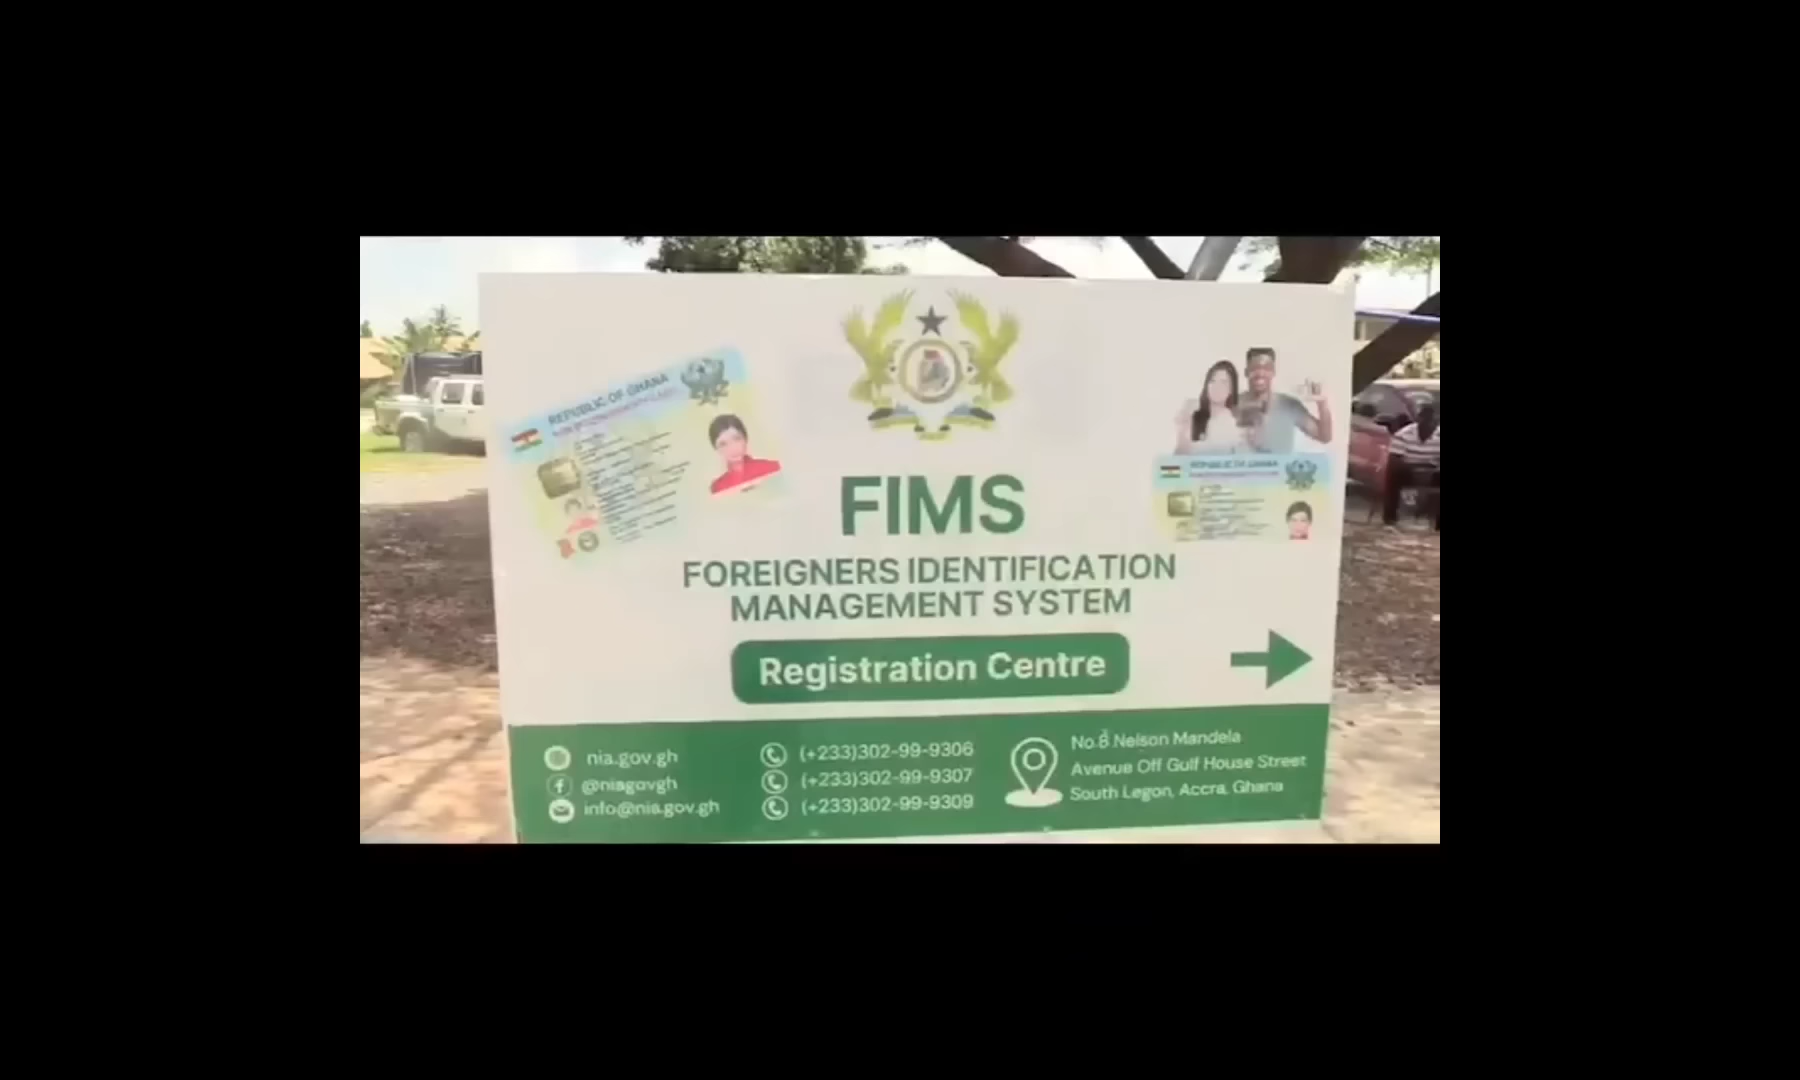 REPUBLIC OF GHANA
REPUBLIC OF GHANA
FIMS
FOREIGNERS IDENTIFICATION
MANAGEMENT SYSTEM
Registration Centre
nia.gov.gh
@niagovgh
info@nia.gov.gh
(+233)302-99-9306
(+233)302-99-9307
(+233)302-99-9309
No.8 Nelson Mandela
Avenue Off Gulf House Street
South Legon, Accra, Ghana